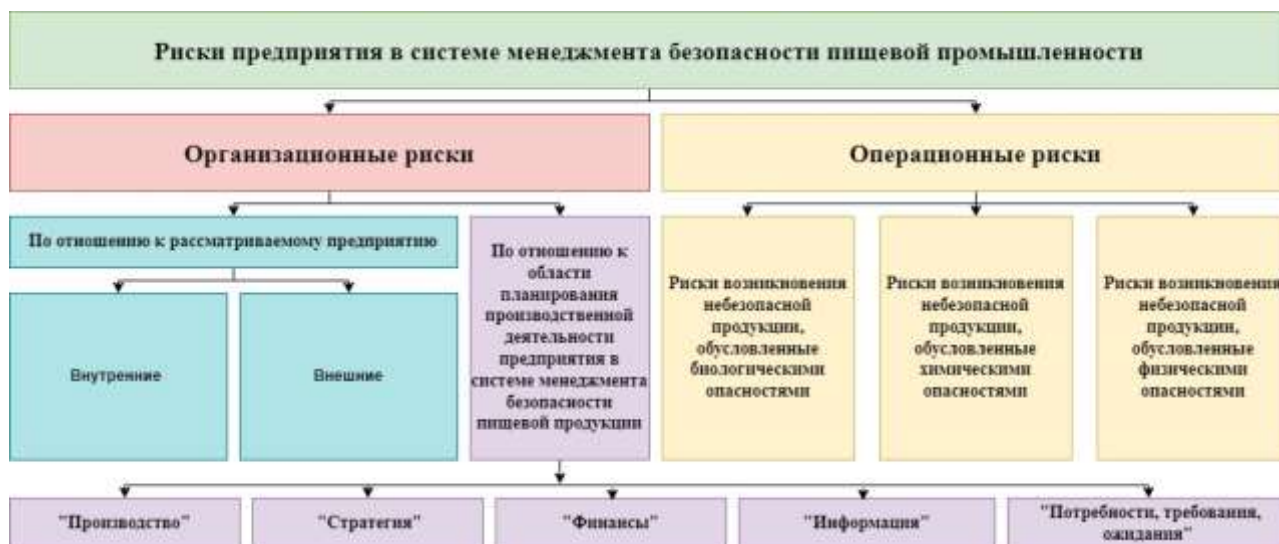 Риски предприятия в системе менеджмента безопасности пищевой промышленности
Организационные риски
Операционные риски
По отношению к рассматриваемому предприятию
Внутренние
Внешние
По отношению к
области
планирования
производственной
деятельности
предприятия в
системе менеджмента
безопасности
пищевой продукции
Риски возникновения
небезопасной
продукции,
обусловленные
биологическими
опасностями
Риски возникновения
небезопасной
продукции,
обусловленные
химическими
опасностями
Риски возникновения
небезопасной
продукции,
обусловленные
физическими
опасностями
"Производство"
"Стратегия"
"Финансы"
"Информация"
"Потребности, требования,
ожидания"